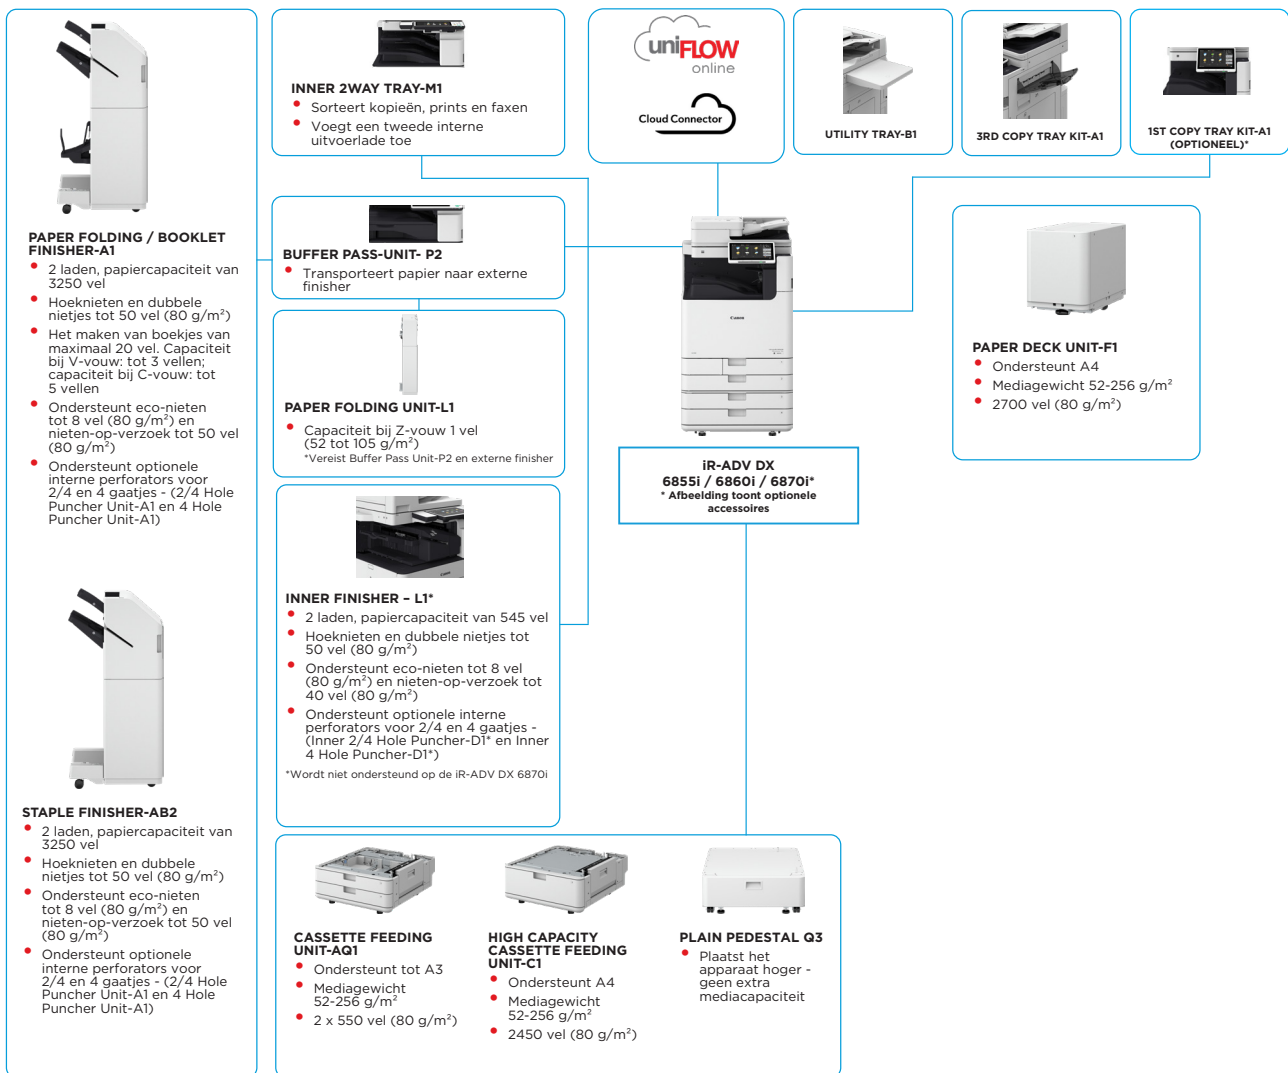 PAPER FOLDING / BOOKLET
FINISHER-A1
• 2 laden, papiercapaciteit van
3250 vel
• Hoeknieten en dubbele
nietjes tot 50 vel (80 g/m²)
• Het maken van boekjes van
maximaal 20 vel. Capaciteit
bij V-vouw: tot 3 vellen;
capaciteit bij C-vouw: tot
5 vellen
• Ondersteunt eco-nieten
tot 8 vel (80 g/m²) en
nieten-op-verzoek tot 50 vel
(80 g/m²)
• Ondersteunt optionele
interne perforators voor
2/4 en 4 gaatjes - (2/4 Hole
Puncher Unit-A1 en 4 Hole
Puncher Unit-A1)
STAPLE FINISHER-AB2
• 2 laden, papiercapaciteit van
3250 vel
• Hoeknieten en dubbele
nietjes tot 50 vel (80 g/m²)
• Ondersteunt eco-nieten
tot 8 vel (80 g/m²) en
nieten-op-verzoek tot 50 vel
(80 g/m²)
• Ondersteunt optionele
interne perforators voor
2/4 en 4 gaatjes - (2/4 Hole
Puncher Unit-A1 en 4 Hole
Puncher Unit-A1)
INNER 2WAY TRAY-M1
• Sorteert kopieën, prints en faxen
• Voegt een tweede interne
uitvoerlade toe
BUFFER PASS-UNIT- P2
• Transporteert papier naar externe
finisher
PAPER FOLDING UNIT-L1
• Capaciteit bij Z-vouw 1 vel
(52 tot 105 g/m²)
*Vereist Buffer Pass Unit-P2 en externe finisher
Canon
INNER FINISHER – L1*
• 2 laden, papiercapaciteit van 545 vel
• Hoeknieten en dubbele nietjes tot
50 vel (80 g/m²)
• Ondersteunt eco-nieten tot 8 vel
(80 g/m²) en nieten-op-verzoek tot
40 vel (80 g/m²)
• Ondersteunt optionele interne
perforators voor 2/4 en 4 gaatjes -
(Inner 2/4 Hole Puncher-D1* en Inner
4 Hole Puncher-D1*)
*Wordt niet ondersteund op de iR-ADV DX 6870i
uniFLOW
online
Cloud Connector
UTILITY TRAY-B1
3RD COPY TRAY KIT-A1
1ST COPY TRAY KIT-A1
(OPTIONEEL)*
Canon
iR-ADV DX
6855i / 6860i / 6870i*
* Afbeelding toont optionele
accessoires
PAPER DECK UNIT-F1
• Ondersteunt A4
• Mediagewicht 52-256 g/m²
• 2700 vel (80 g/m²)
CASSETTE FEEDING
UNIT-AQ1
• Ondersteunt tot A3
• Mediagewicht
52-256 g/m²
• 2 x 550 vel (80 g/m²)
HIGH CAPACITY
CASSETTE FEEDING
UNIT-C1
• Ondersteunt A4
• Mediagewicht
52-256 g/m²
• 2450 vel (80 g/m²)
PLAIN PEDESTAL Q3
• Plaatst het
apparaat hoger -
geen extra
mediacapaciteit